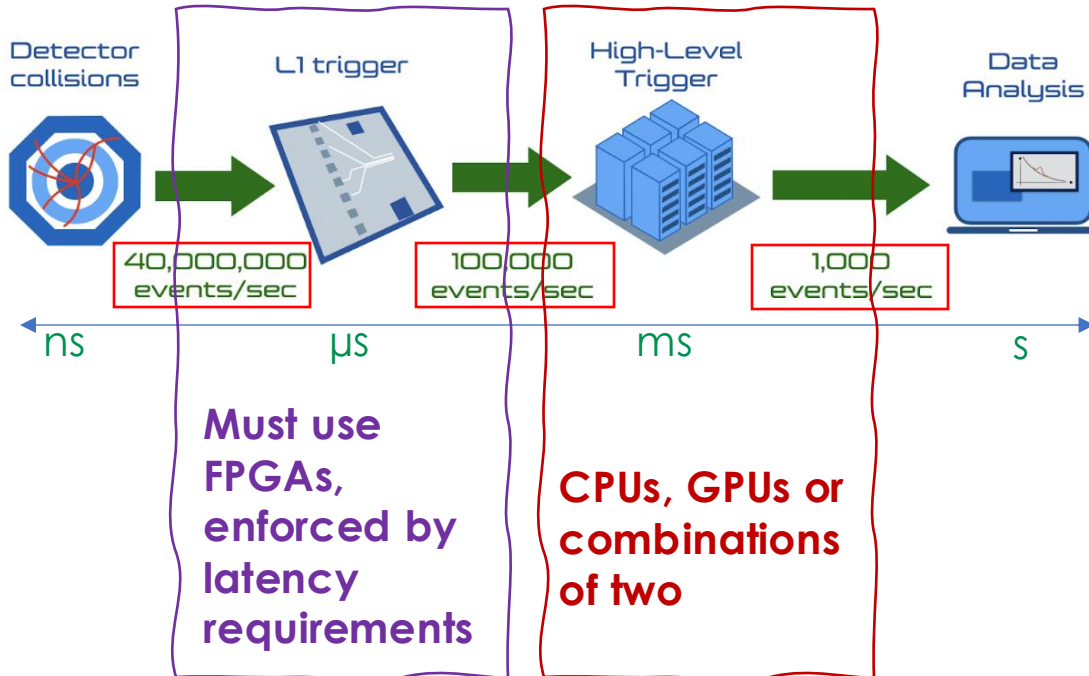 Detector
collisions
L1 trigger
High-Level
Trigger
Data
Analysis
40,000,000
events/sec
100,000
events/sec
1,000
events/sec
ns
μs
ms
s
Must use
FPGAs,
enforced by
latency
requirements
CPUs, GPUs or
combinations
of two